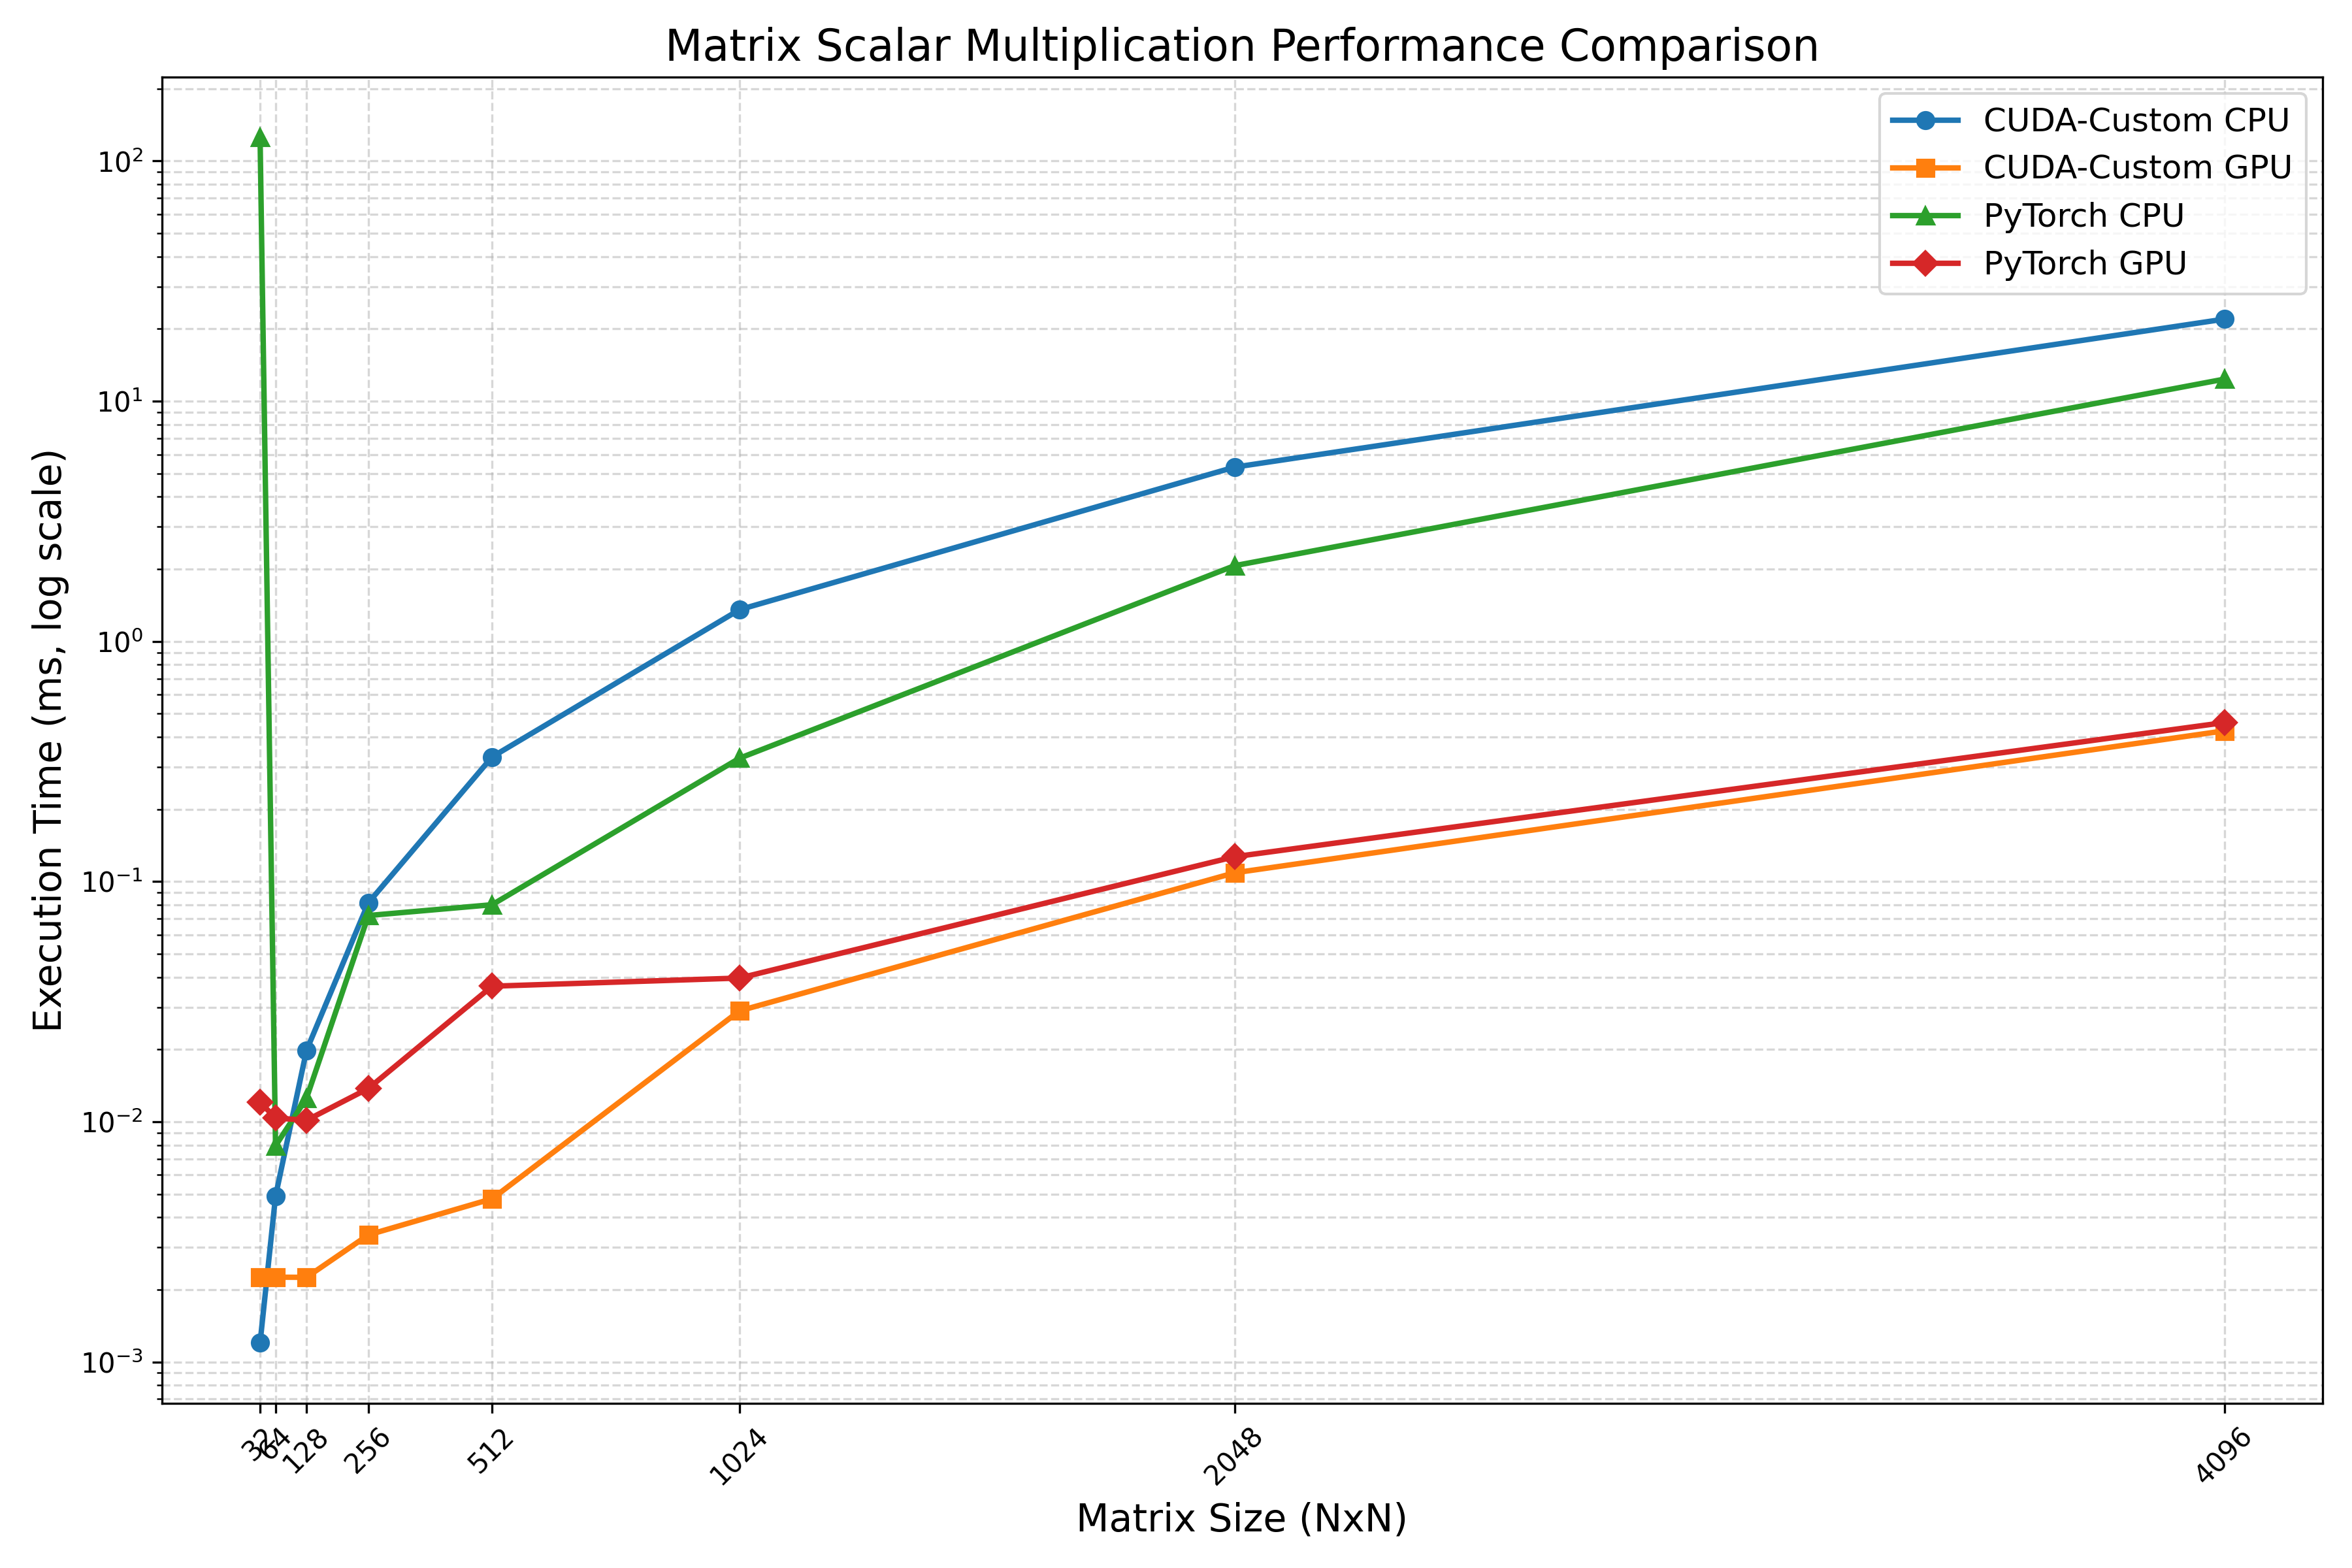 Matrix Scalar Multiplication Performance Comparison
CUDA-Custom CPU
CUDA-Custom GPU
PyTorch CPU
PyTorch GPU
Execution Time (ms, log scale)
10²
10¹
10⁰
10⁻¹
10⁻²
10⁻³
32
64
128
256
512
1024
2048
4096
Matrix Size (NxN)